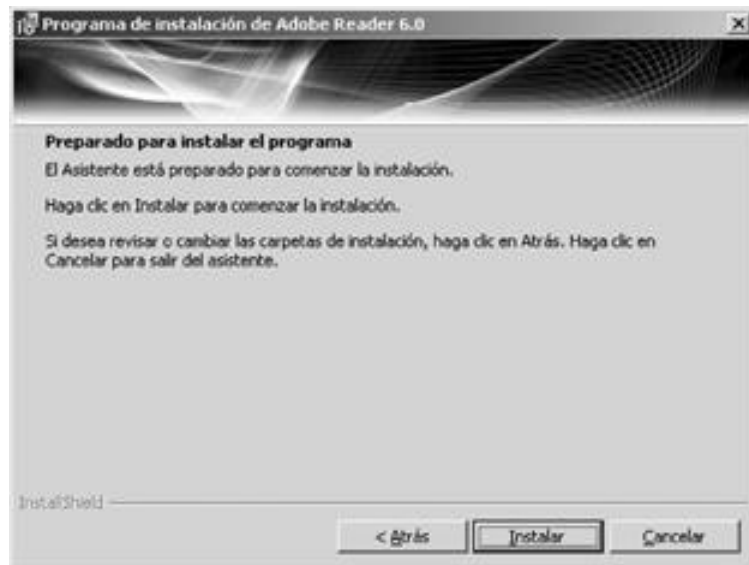 Programa de instalación de Adobe Reader 6.0
Preparado para instalar el programa
El Asistente está preparado para comenzar la instalación.
Haga clic en Instalar para comenzar la instalación.
Si desea revisar o cambiar las carpetas de instalación, haga clic en Atrás. Haga clic en
Cancelar para salir del asistente.
InstallShield
< Atrás Instalar Cancelar